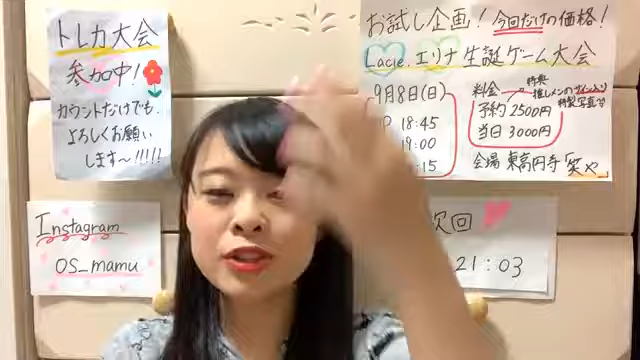 トレカ大会
参加中!
カウントだけでも、
よろしくお願い
します〜!!!!!
お試し企画! 今回だけの価格!
Lacie. エリナ 生誕ゲーム大会
9月8日(日)
18:45
19:00
:15
料金
特典
予約 2500円
当日 3000円
会場 東高円寺「笑や」
Instagram
OS_mamu
次回
21:03